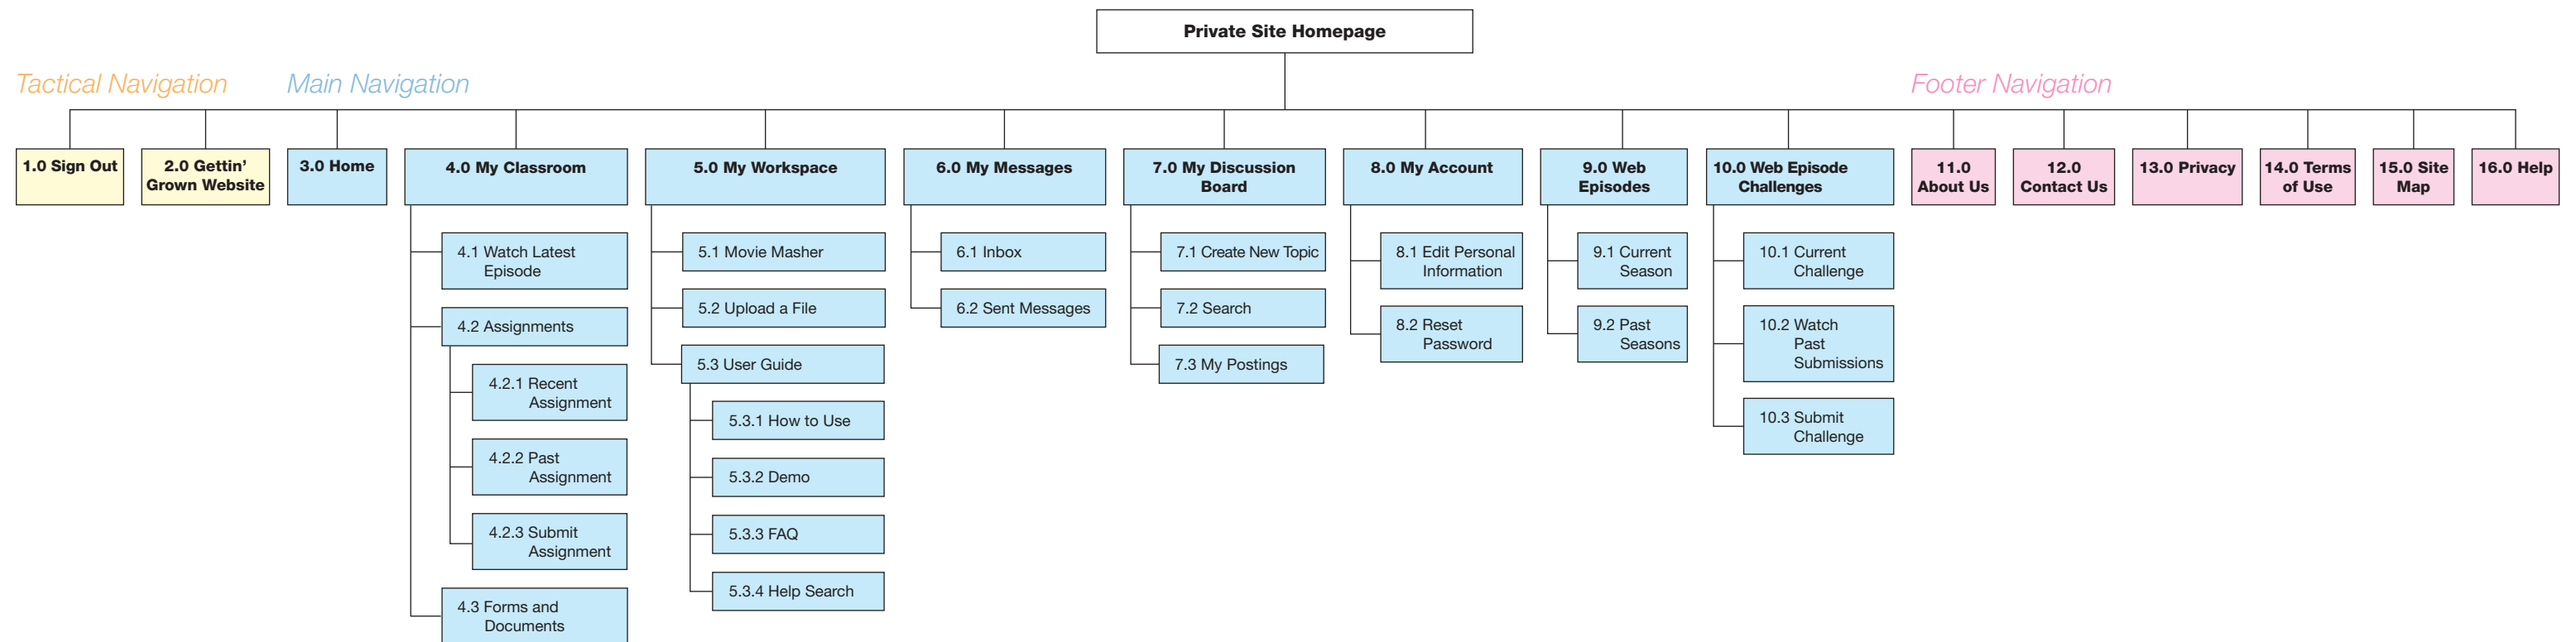 Private Site Homepage
Tactical Navigation
Main Navigation
Footer Navigation
1.0 Sign Out
2.0 Gettin’
Grown Website
3.0 Home
4.0 My Classroom
5.0 My Workspace
6.0 My Messages
7.0 My Discussion
Board
8.0 My Account
9.0 Web
Episodes
10.0 Web Episode
Challenges
11.0
About Us
12.0
Contact Us
13.0 Privacy
14.0 Terms
of Use
15.0 Site
Map
16.0 Help
4.1 Watch Latest
Episode
4.2 Assignments
4.2.1 Recent
Assignment
4.2.2 Past
Assignment
4.2.3 Submit
Assignment
4.3 Forms and
Documents
5.1 Movie Masher
5.2 Upload a File
5.3 User Guide
5.3.1 How to Use
5.3.2 Demo
5.3.3 FAQ
5.3.4 Help Search
6.1 Inbox
6.2 Sent Messages
7.1 Create New Topic
7.2 Search
7.3 My Postings
8.1 Edit Personal
Information
8.2 Reset
Password
9.1 Current
Season
9.2 Past
Seasons
10.1 Current
Challenge
10.2 Watch
Past
Submissions
10.3 Submit
Challenge